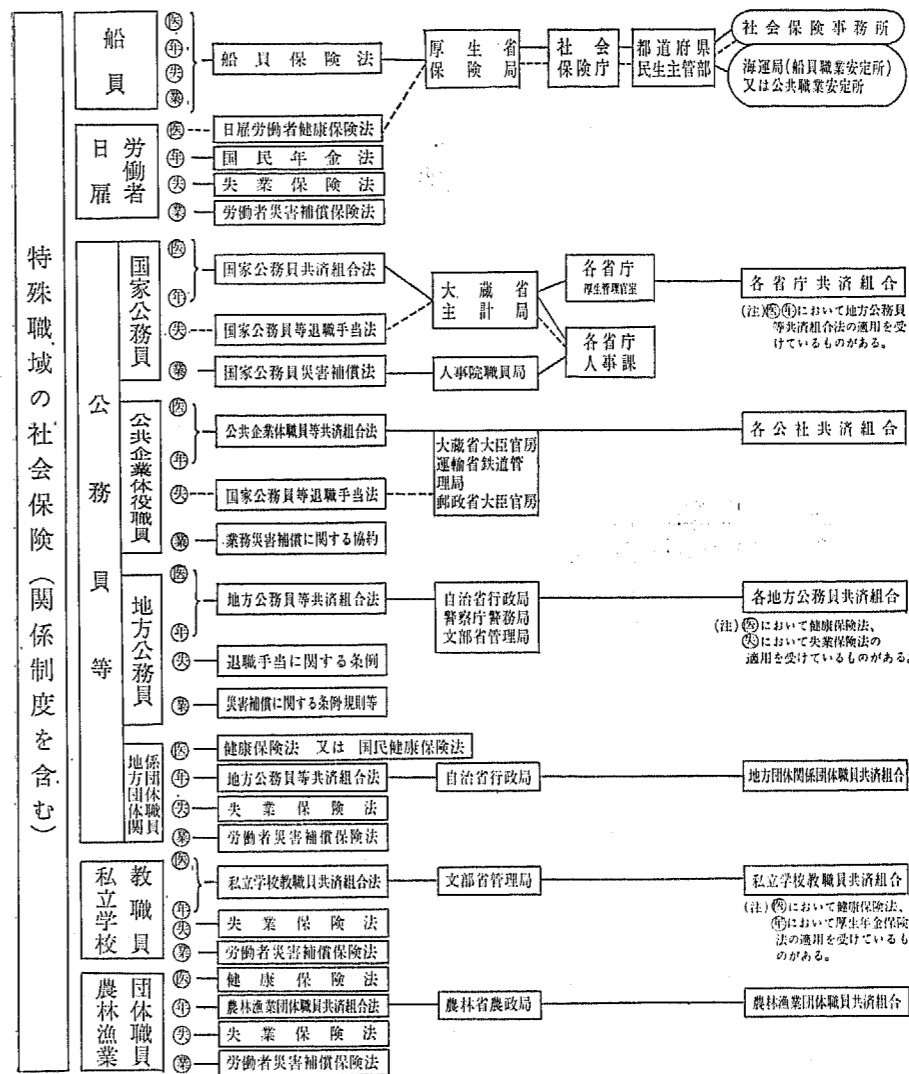 特殊職域の社会保険（関係制度を含む）
船員
医
年
失
業
船員保険法
厚生省
保険局
社会
保険庁
都道府県
民生主管部
社会保険事務所
海運局(船員職業安定所)
又は公共職業安定所
日雇
労働者
医
日雇労働者健康保険法
年
国民年金法
失
失業保険法
業
労働者災害補償保険法
公務員等
国家公務員
医
年
国家公務員共済組合法
大蔵省
主計局
各省庁
厚生管理官室
各省庁共済組合
(注)医年において地方公務員
等共済組合法の適用を受
けているものがある。
失
国家公務員等退職手当法
各省庁
人事課
業
国家公務員災害補償法
人事院職員局
公共企業体役職員
医
年
公共企業体職員等共済組合法
大蔵省大臣官房
運輸省鉄道管
理局
郵政省大臣官房
各公社共済組合
失
国家公務員等退職手当法
業
業務災害補償に関する協約
地方公務員
医
年
地方公務員等共済組合法
自治省行政局
警察庁警務局
文部省管理局
各地方公務員共済組合
(注)医において健康保険法、
失において失業保険法の
適用を受けているものがある。
失
退職手当に関する条例
業
災害補償に関する条例規則等
地方団体関
係団体職員
医
健康保険法 又は 国民健康保険法
年
地方公務員等共済組合法
自治省行政局
地方団体関係団体職員共済組合
失
失業保険法
業
労働者災害補償保険法
私立学校
教職員
医
年
私立学校教職員共済組合法
文部省管理局
私立学校教職員共済組合
(注)医において健康保険法、
年において厚生年金保険
法の適用を受けているも
のがある。
失
失業保険法
業
労働者災害補償保険法
農林漁業
団体職員
医
健康保険法
年
農林漁業団体職員共済組合法
農林省農政局
農林漁業団体職員共済組合
失
失業保険法
業
労働者災害補償保険法